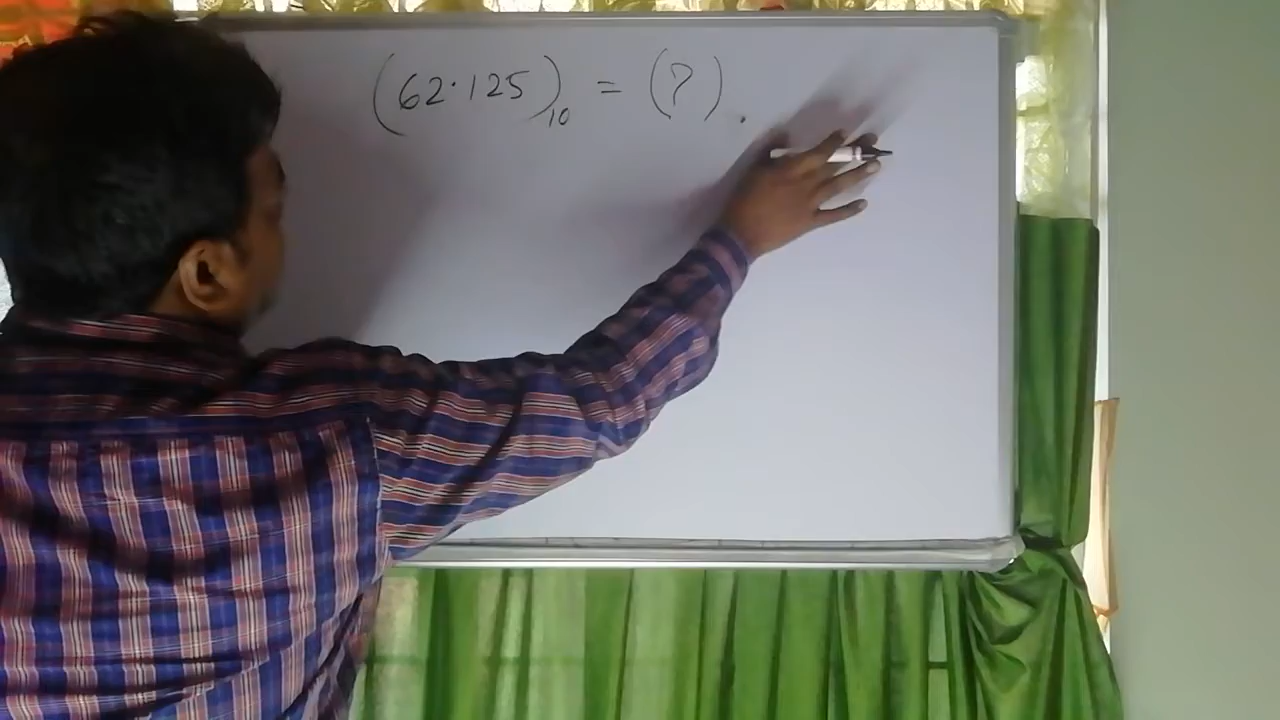 (62.125)10 = (?).